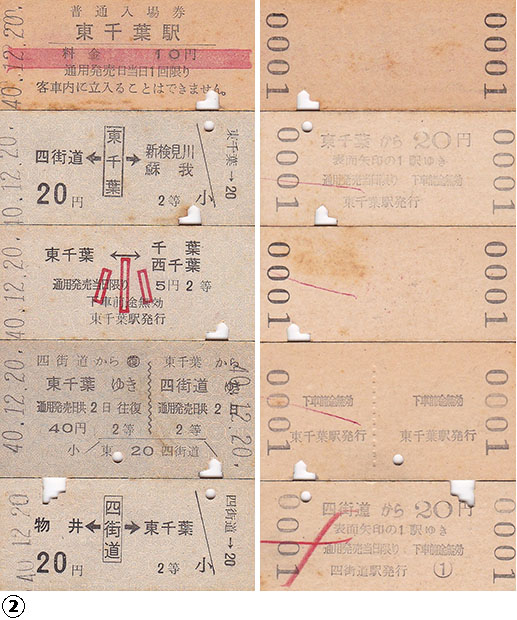 普通入場券
東千葉駅
料金 10円
通用発売日当日1回限り
客車内に立入ることはできません。
40.12.20.
0001
0001
四街道
東千葉
新検見川
蘇我
20円
2等
小
東千葉→20
40.12.20.
東千葉 から 20円
表面矢印の1駅ゆき
通用発売当日限り 下車前途無効
東千葉駅発行
0001
0001
東千葉
千葉
西千葉
通用発売当日限り 5円 2等
小
下車前途無効
東千葉駅発行
40.12.20.
0001
0001
四街道から
東千葉 ゆき
通用発売日共2日 往復
40円 2等
東千葉 から
四街道
通用発売日共2日
2等
小 東 20 四街道
40.12.20.
40.12.20.
下車前途無効
東千葉駅発行
下車前途無効
東千葉駅発行
0001
0001
物井
四街道
東千葉
20円
2等
小
四街道→20
40.12.20
四街道 から 20円
表面矢印の1駅ゆき
通用発売当日限り 下車前途無効
四街道駅発行 ①
0001
0001
②